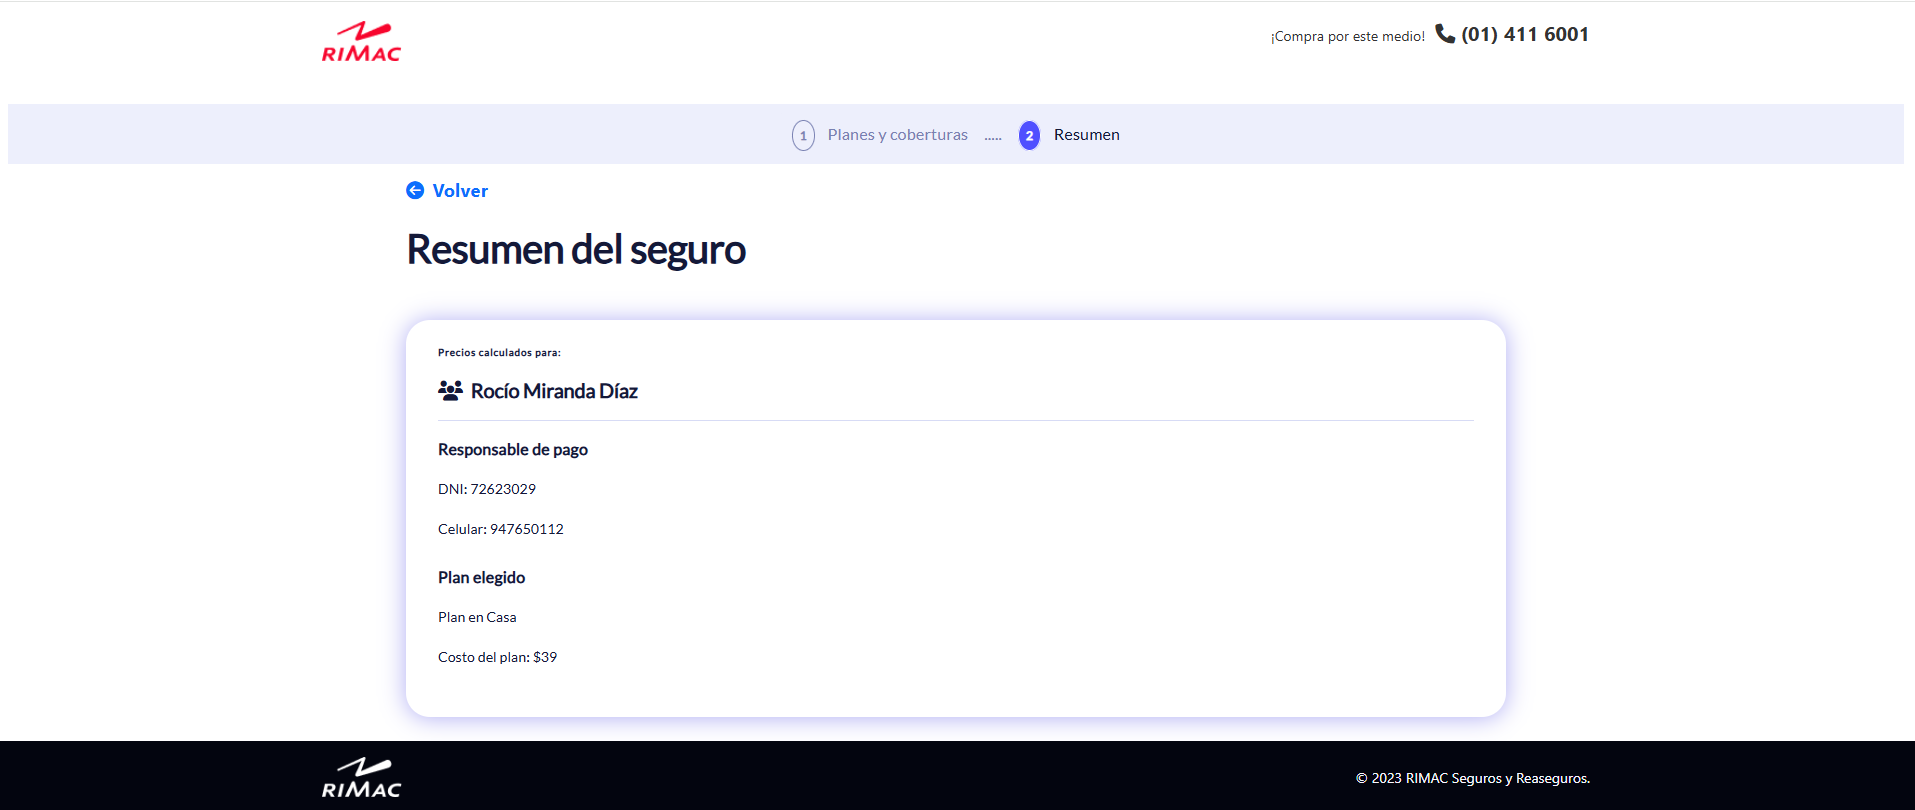 RIMAC
¡Compra por este medio! (01) 411 6001
1 Planes y coberturas ..... 2 Resumen
Volver
Resumen del seguro
Precios calculados para:
Rocío Miranda Díaz
Responsable de pago
DNI: 72623029
Celular: 947650112
Plan elegido
Plan en Casa
Costo del plan: $39
RIMAC
© 2023 RIMAC Seguros y Reaseguros.